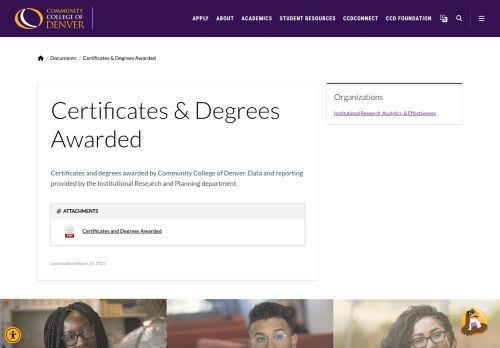 COMMUNITY
COLLEGE OF
DENVER
APPLY ABOUT ACADEMICS STUDENT RESOURCES CCDCONNECT CCD FOUNDATION
/ Documents / Certificates & Degrees Awarded
Certificates & Degrees
Awarded
Certificates and degrees awarded by Community College of Denver. Data and reporting
provided by the Institutional Research and Planning department.
ATTACHMENTS
PDF
Certificates and Degrees Awarded
Last modified March 22, 2021
Organizations
Institutional Research, Analytics, & Effectiveness